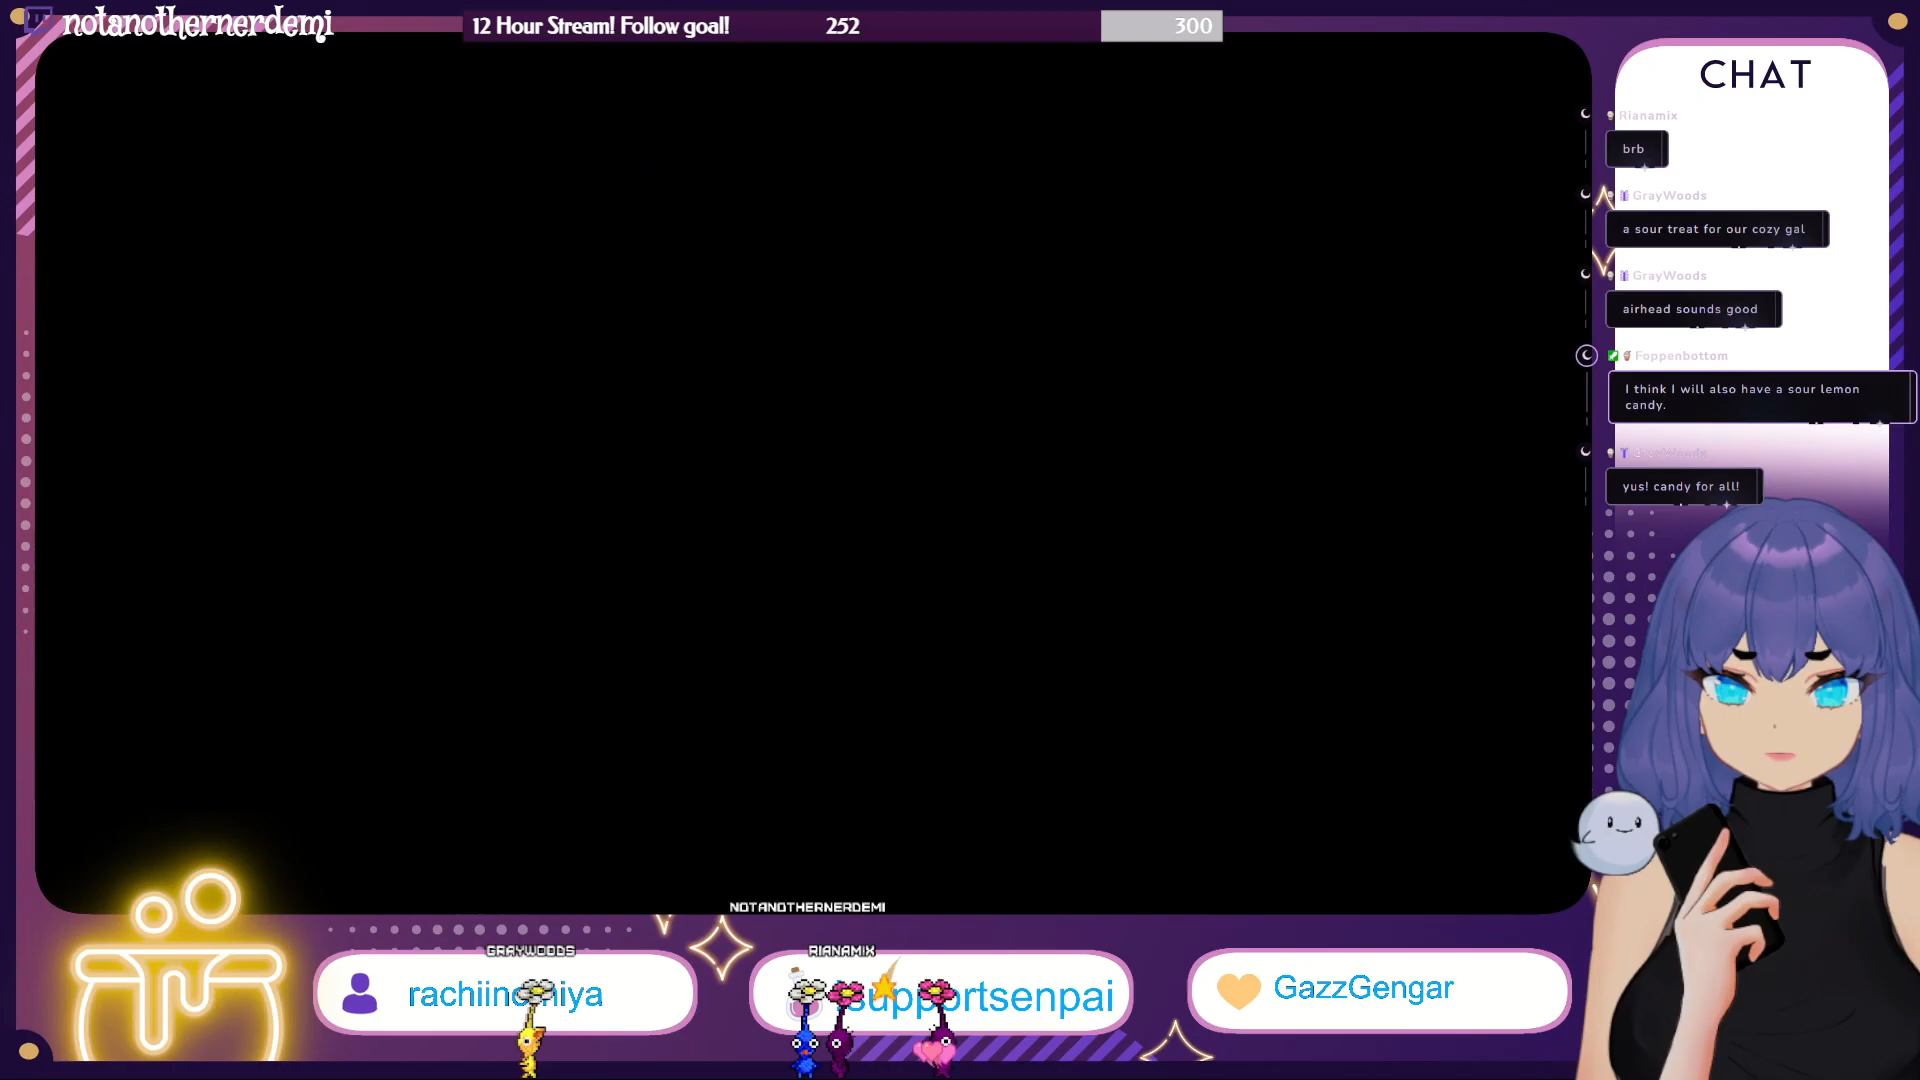 notanothernerdemi
12 Hour Stream! Follow goal! 252 300
CHAT
Rianamix
brb
GrayWoods
a sour treat for our cozy gal
GrayWoods
airhead sounds good
Foppenbottom
I think I will also have a sour lemon
candy.
GrayWoods
yus! candy for all!
NOTANOTHERNERDEMI
GRAYWOODS
RIANAMIX
GazzGengar